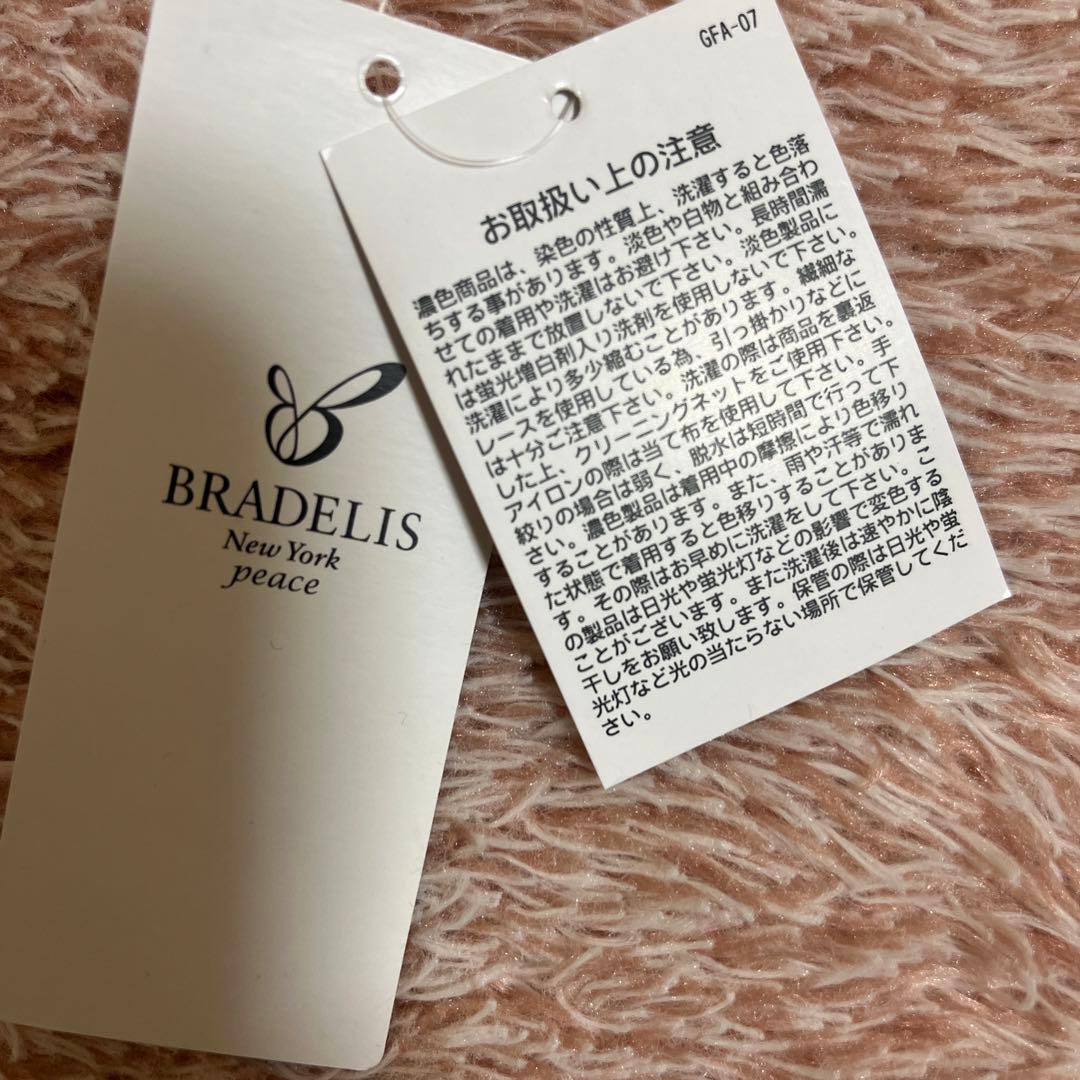 BRADELIS
New York
peace
GFA-07
お取扱い上の注意
濃色商品は、染色の性質上、洗濯すると色落
ちする事があります。淡色や白物と組み合わ
せての着用や洗濯はお避け下さい。長時間濡
れたままで放置しないで下さい。淡色製品に
は蛍光増白剤入り洗剤を使用しないで下さい。
洗濯により多少縮むことがあります。繊細な
レースを使用している為、引っ掛かりなどに
は十分ご注意下さい。洗濯の際は商品を裏返
した上、クリーニングネットをご使用下さい。
アイロンの際は当て布を使用して下さい。手
絞りの場合は弱く、脱水は短時間で行って下
さい。濃色製品は着用中の摩擦により色移り
することがあります。また、雨や汗等で濡れ
た状態で着用すると色移りすることがありま
す。その際はお早めに洗濯をして下さい。こ
の製品は日光や蛍光灯などの影響で変色する
ことがございます。また洗濯後は速やかに陰
干しをお願い致します。保管の際は日光や蛍
光灯など光の当たらない場所で保管してくだ
さい。